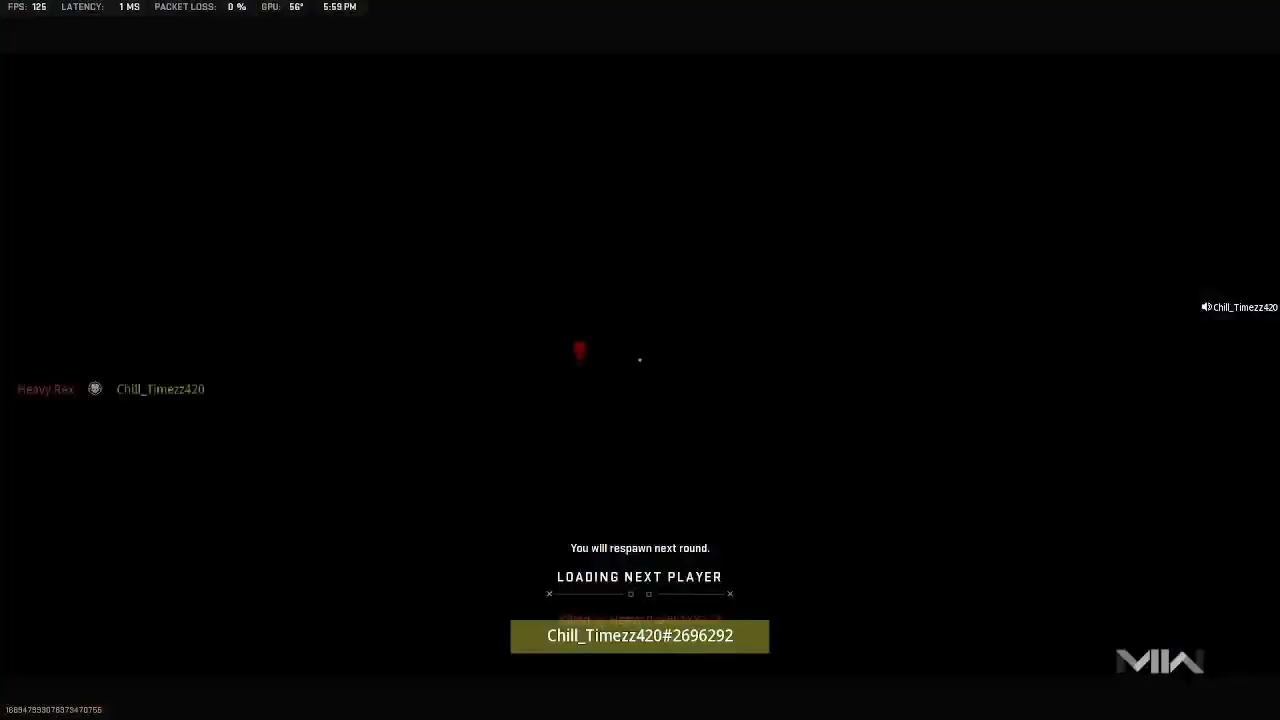 FPS: 125 LATENCY: 1 MS PACKET LOSS: 0 % GPU: 56° 5:59 PM
Chill_Timezz420
Heavy Rex Chill_Timezz420
You will respawn next round.
LOADING NEXT PLAYER
Chill_Timezz420#2696292
MW